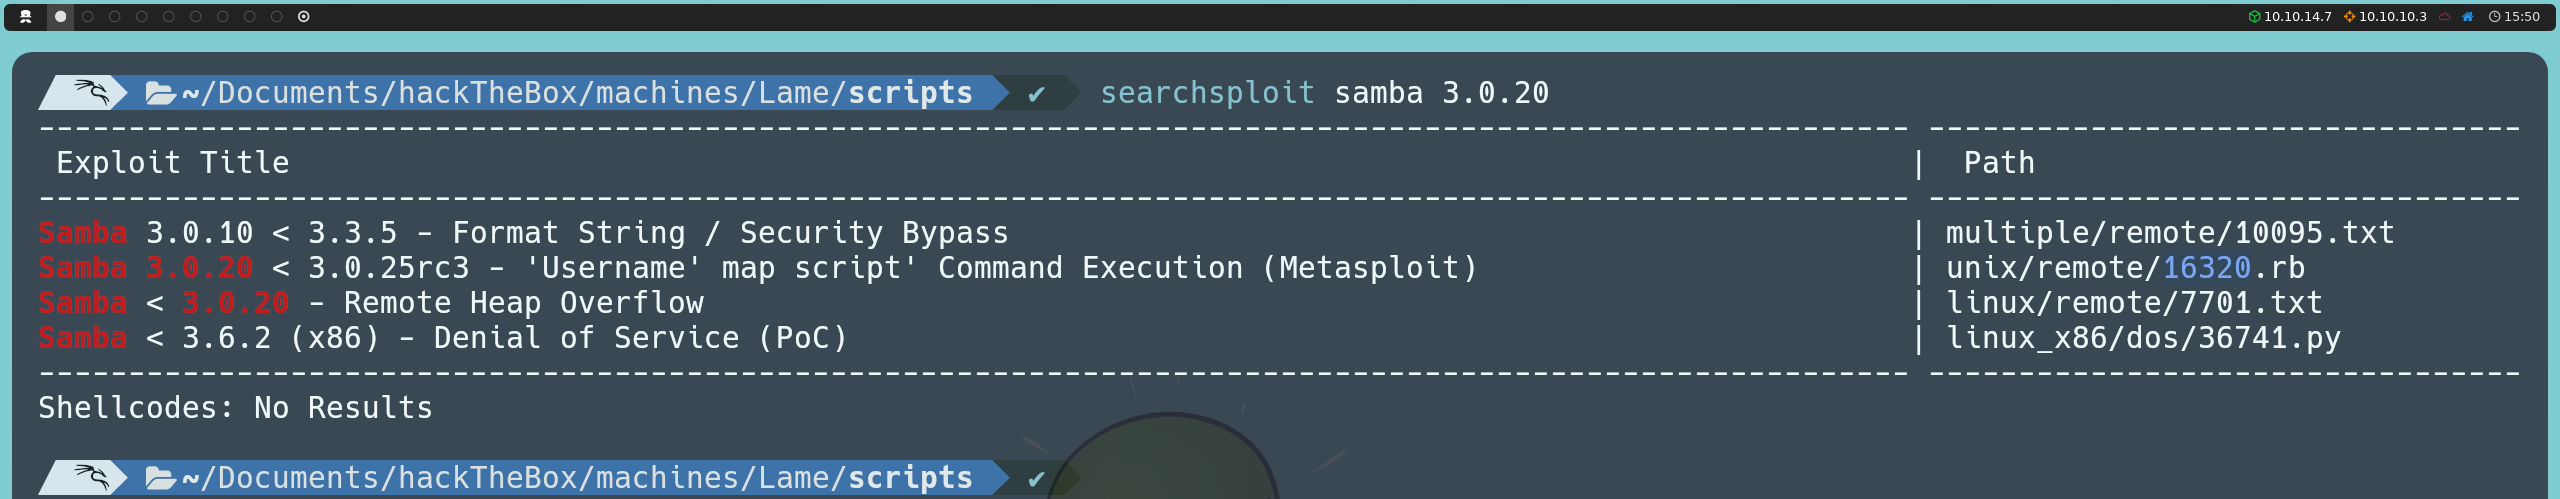 10.10.14.7 10.10.10.3 15:50
~/Documents/hackTheBox/machines/Lame/scripts ✔ searchsploit samba 3.0.20
---------------------------------------------------------------------------------------------------------- ---------------------------------
Exploit Title | Path
---------------------------------------------------------------------------------------------------------- ---------------------------------
Samba 3.0.10 < 3.3.5 - Format String / Security Bypass | multiple/remote/10095.txt
Samba 3.0.20 < 3.0.25rc3 - 'Username' map script' Command Execution (Metasploit) | unix/remote/16320.rb
Samba < 3.0.20 - Remote Heap Overflow | linux/remote/7701.txt
Samba < 3.6.2 (x86) - Denial of Service (PoC) | linux_x86/dos/36741.py
---------------------------------------------------------------------------------------------------------- ---------------------------------
Shellcodes: No Results
~/Documents/hackTheBox/machines/Lame/scripts ✔